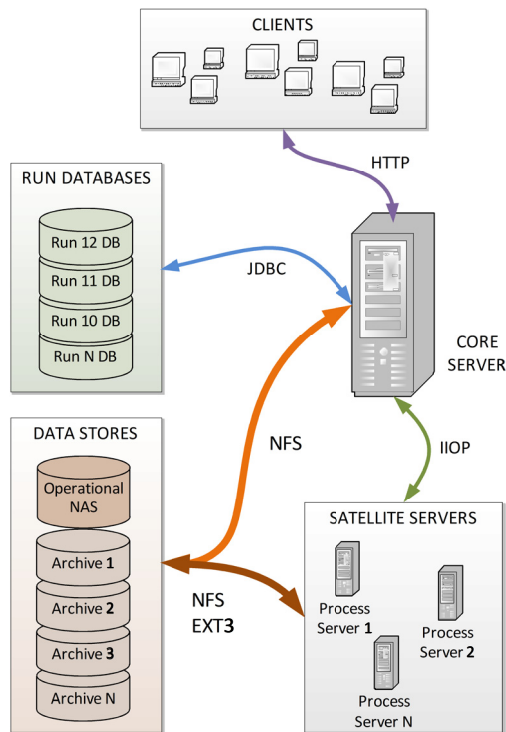 CLIENTS
HTTP
RUN DATABASES
Run 12 DB
Run 11 DB
Run 10 DB
Run N DB
JDBC
CORE
SERVER
DATA STORES
Operational
NAS
Archive 1
Archive 2
Archive 3
Archive N
NFS
IIOP
NFS
EXT3
SATELLITE SERVERS
Process
Server 1
Process
Server 2
Process
Server N